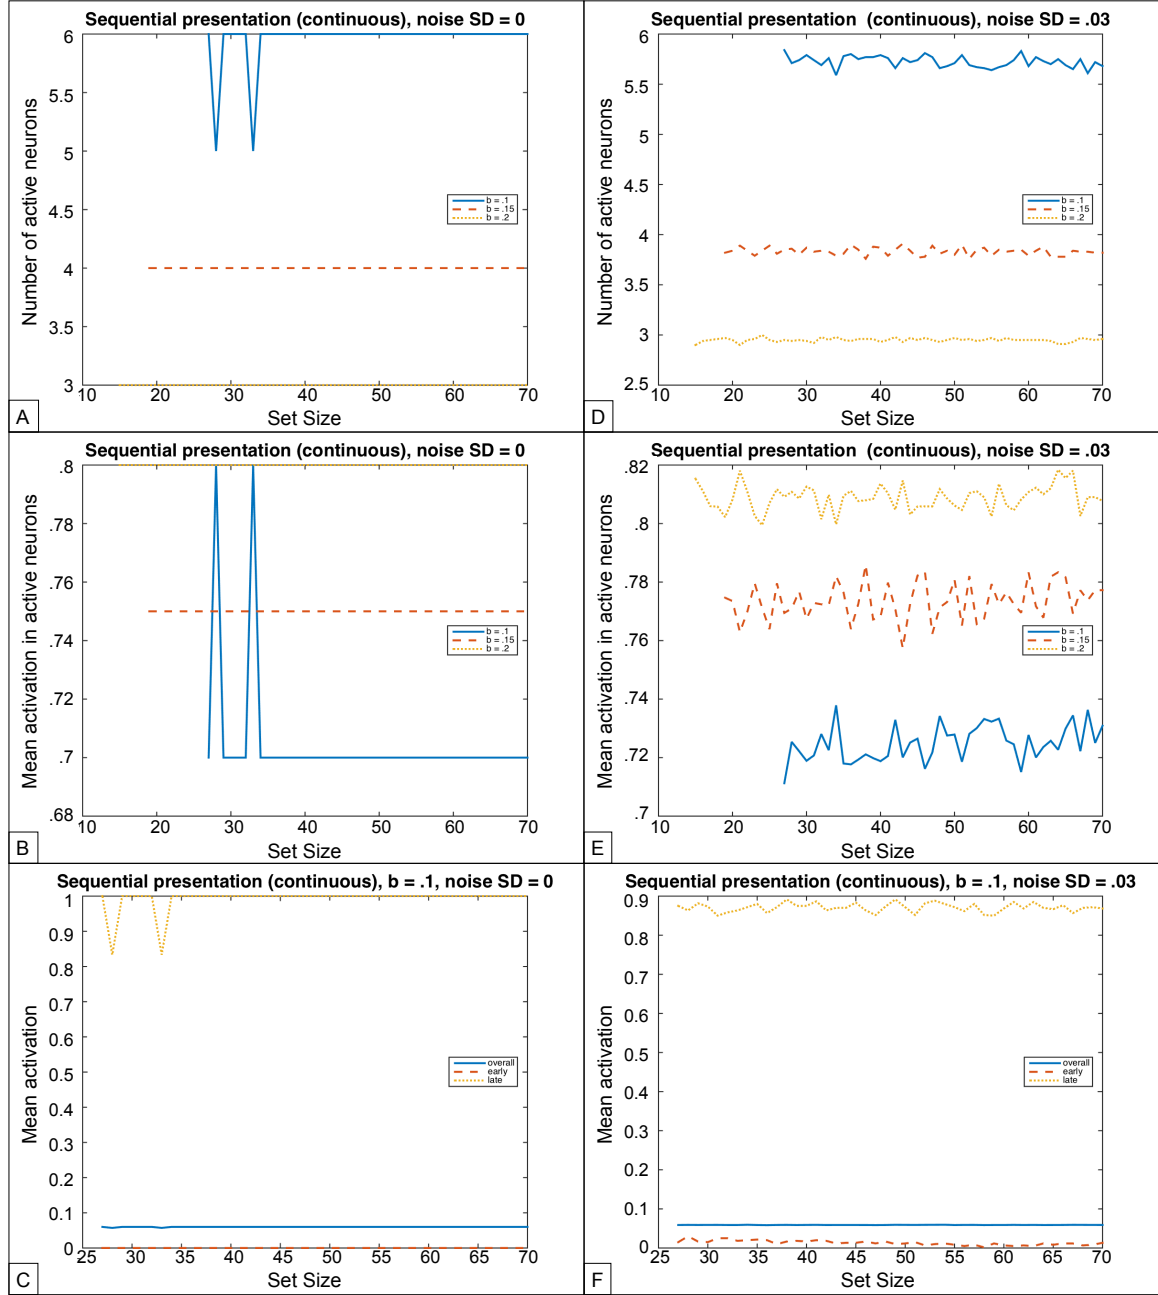 Sequential presentation (continuous), noise SD = 0
6
5.5
5
4.5
4
3.5
3
Number of active neurons
b = .1
b = .15
b = .2
10 20 30 40 50 60 70
Set Size
A
Sequential presentation (continuous), noise SD = .03
6
5.5
5
4.5
4
3.5
3
2.5
Number of active neurons
b = .1
b = .15
b = .2
10 20 30 40 50 60 70
Set Size
D
Sequential presentation (continuous), noise SD = 0
.8
.78
.76
.74
.72
.7
.68
Mean activation in active neurons
b = .1
b = .15
b = .2
10 20 30 40 50 60 70
Set Size
B
Sequential presentation (continuous), noise SD = .03
.82
.8
.78
.76
.74
.72
.7
Mean activation in active neurons
b = .1
b = .15
b = .2
10 20 30 40 50 60 70
Set Size
E
Sequential presentation (continuous), b = .1, noise SD = 0
1
0.9
0.8
0.7
0.6
0.5
0.4
0.3
0.2
0.1
0
Mean activation
overall
early
late
25 30 35 40 45 50 55 60 65 70
Set Size
C
Sequential presentation (continuous), b = .1, noise SD = .03
0.9
0.8
0.7
0.6
0.5
0.4
0.3
0.2
0.1
0
Mean activation
overall
early
late
25 30 35 40 45 50 55 60 65 70
Set Size
F